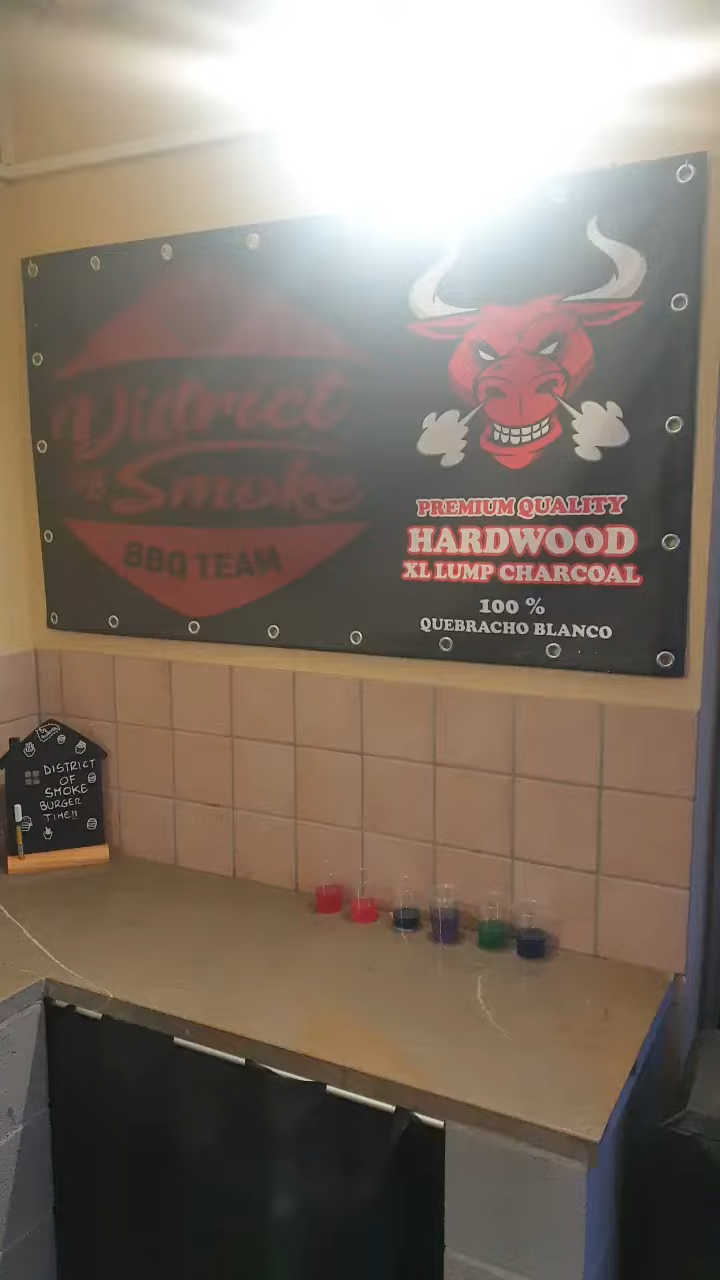 District
of Smoke
BBQ TEAM
PREMIUM QUALITY
HARDWOOD
XL LUMP CHARCOAL
100 %
QUEBRACHO BLANCO
DISTRICT
OF
SMOKE
BURGER
TIME!!